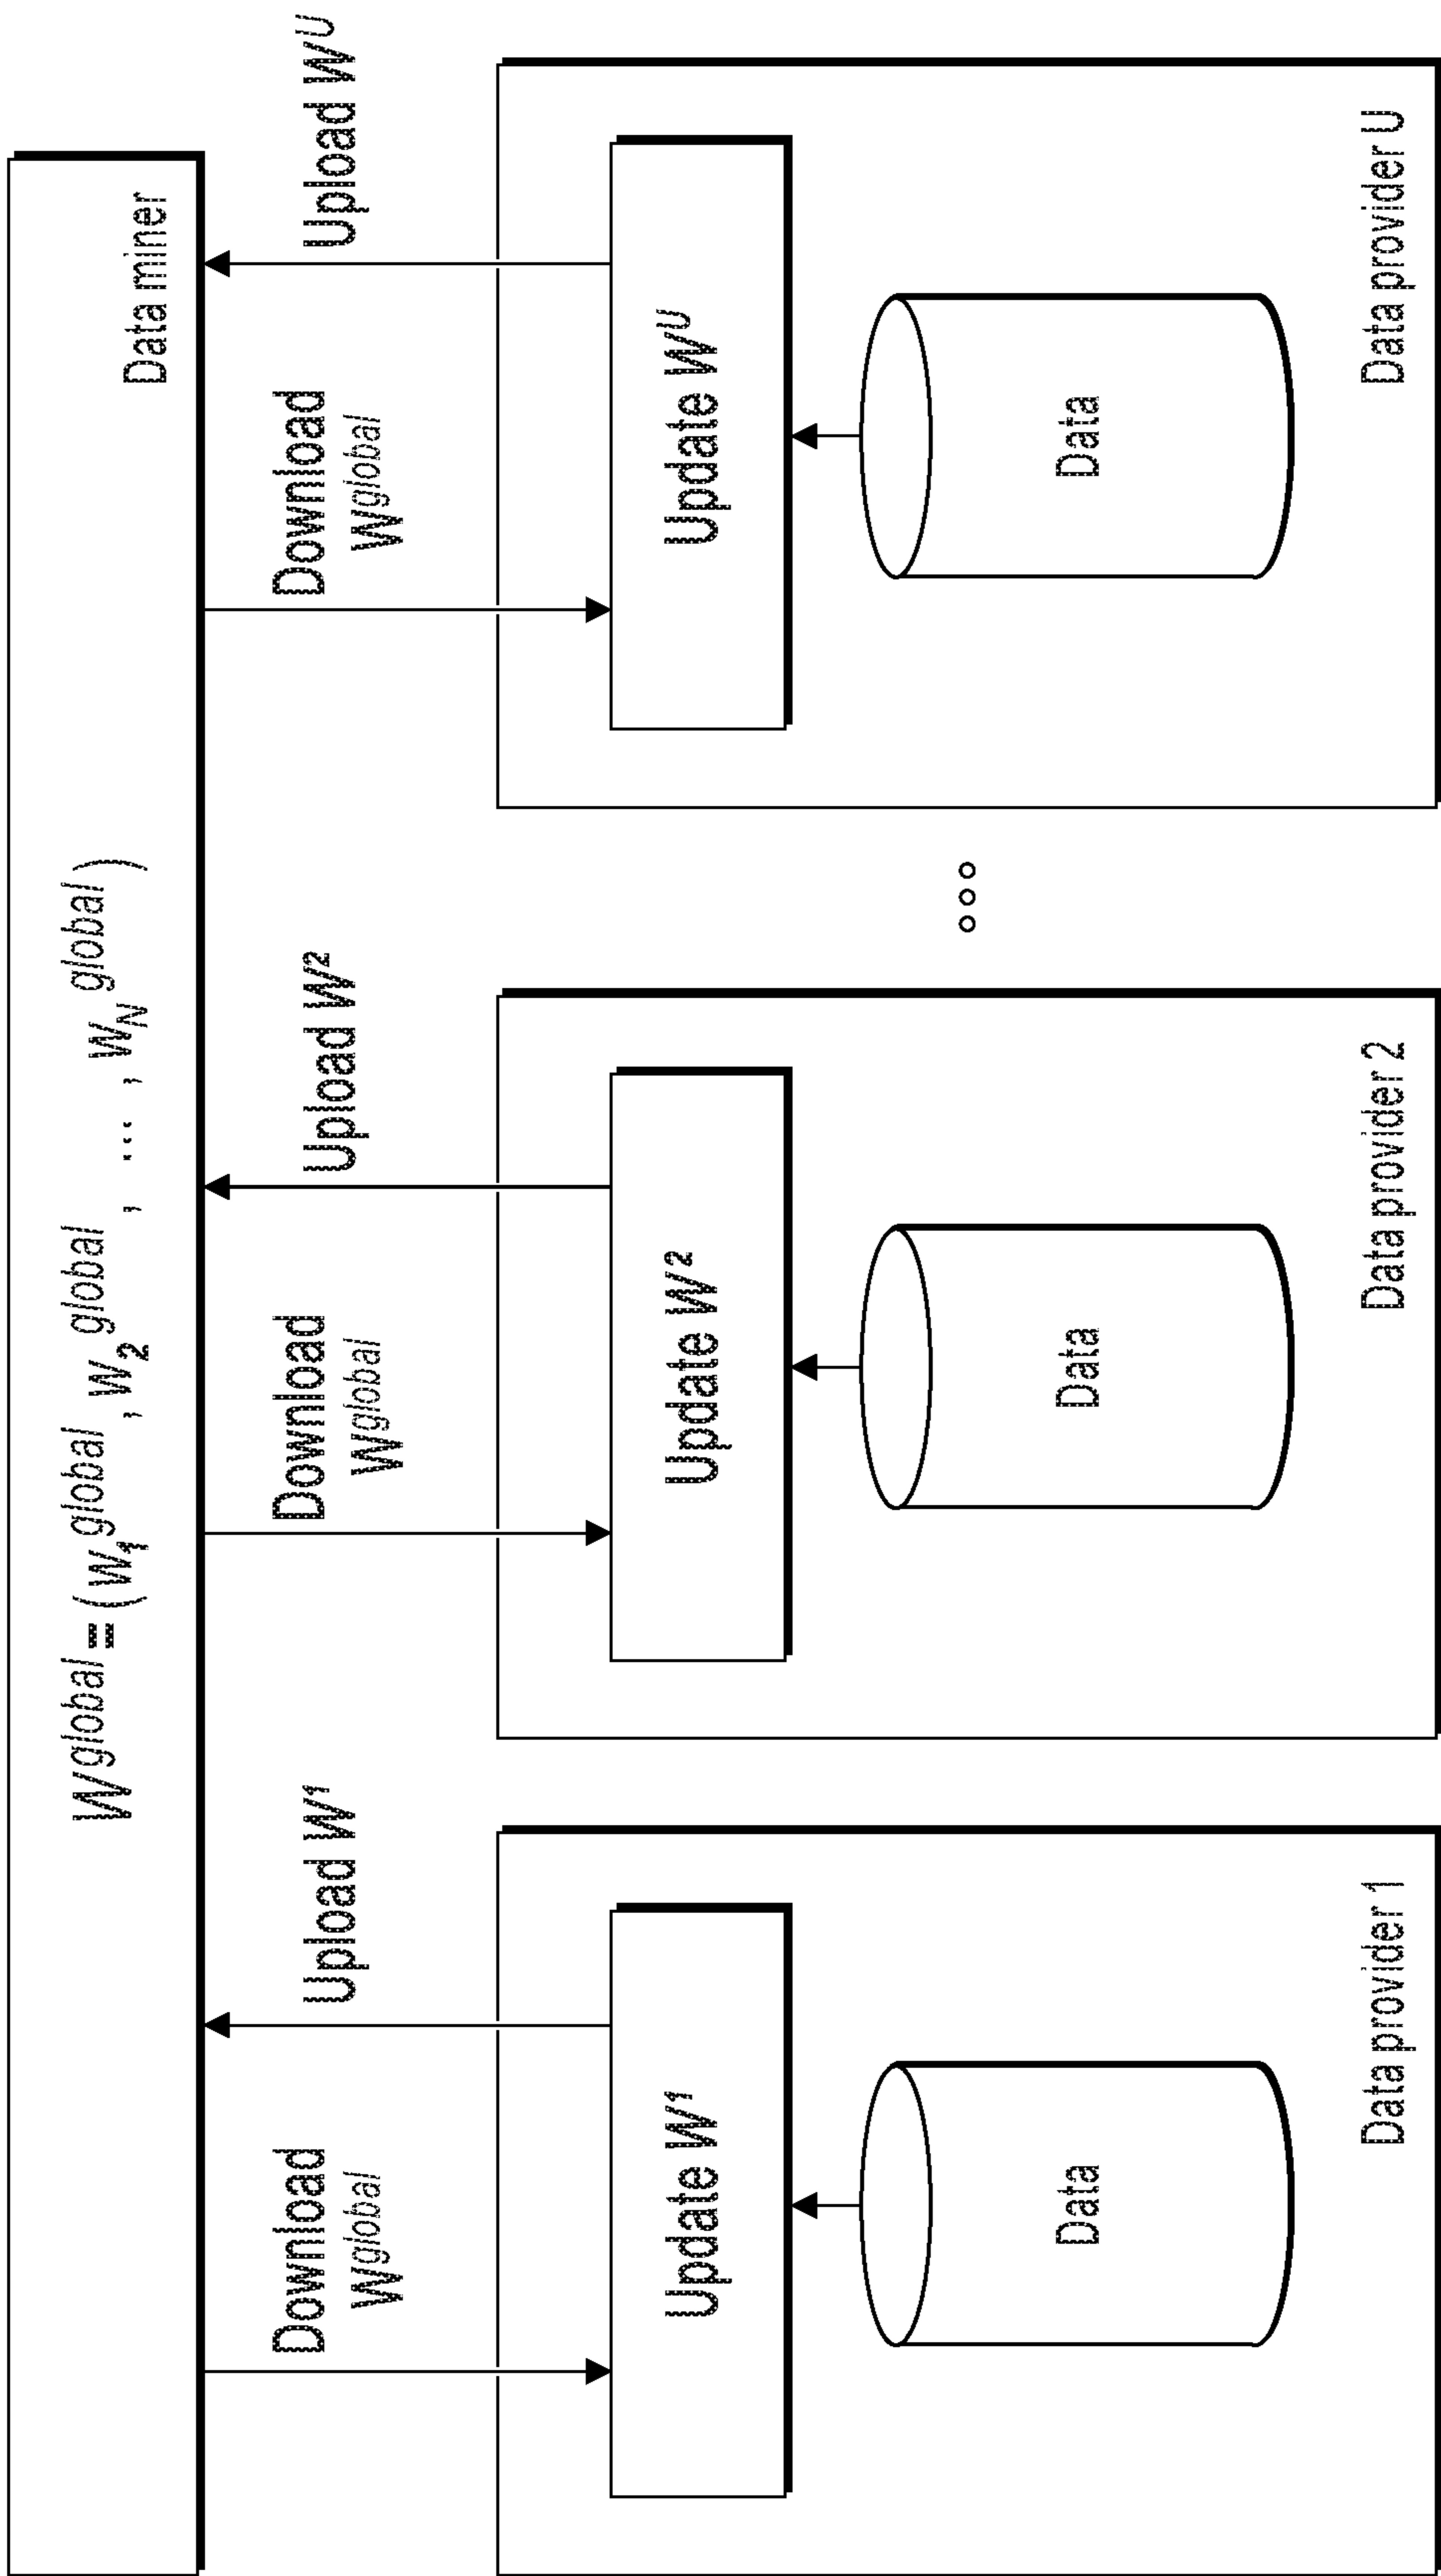 W^global = ( w_1^global , w_2^global , ... , w_N^global )
Data miner
Download
W^global
Upload W^1
Download
W^global
Upload W^2
Download
W^global
Upload W^U
Update W^1
Update W^2
Update W^U
Data
Data
Data
Data provider 1
Data provider 2
Data provider U